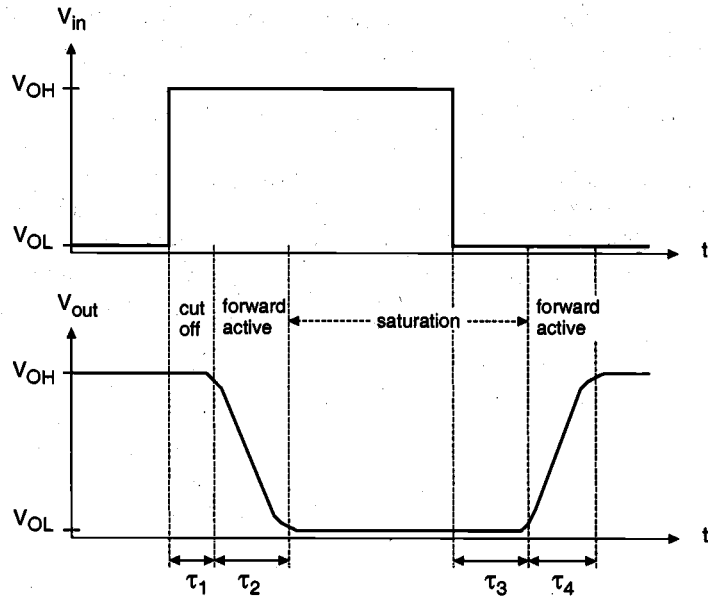 Vin
VOH
VOL
t
Vout
cut off
forward active
saturation
forward active
VOH
VOL
t
τ1
τ2
τ3
τ4